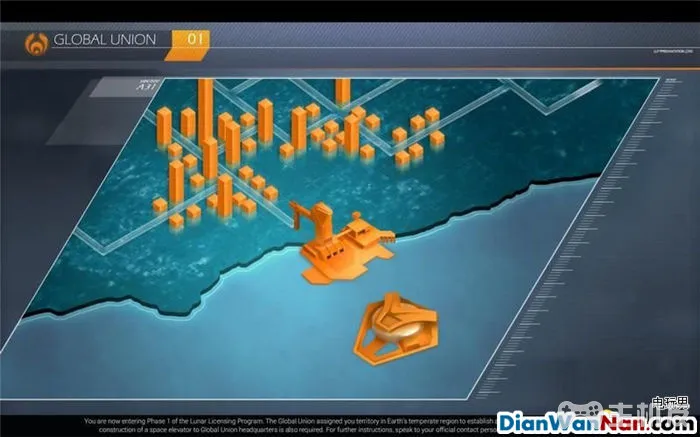 GLOBAL UNION
01
A31
You are now entering Phase 1 of the Lunar Licensing Program. The Global Union assigned you territory in Earth's temperate region to establish a
construction of a space elevator to Global Union headquarters is also required. For further instructions, speak to your official contact person
电玩男
DianWanNan.com